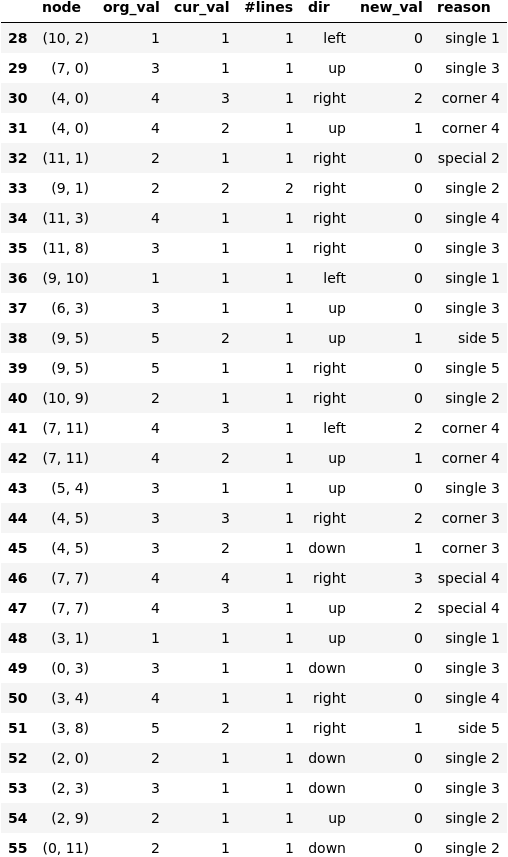 node org_val cur_val #lines dir new_val reason
28 (10, 2) 1 1 1 left 0 single 1
29 (7, 0) 3 1 1 up 0 single 3
30 (4, 0) 4 3 1 right 2 corner 4
31 (4, 0) 4 2 1 up 1 corner 4
32 (11, 1) 2 1 1 right 0 special 2
33 (9, 1) 2 2 2 right 0 single 2
34 (11, 3) 4 1 1 right 0 single 4
35 (11, 8) 3 1 1 right 0 single 3
36 (9, 10) 1 1 1 left 0 single 1
37 (6, 3) 3 1 1 up 0 single 3
38 (9, 5) 5 2 1 up 1 side 5
39 (9, 5) 5 1 1 right 0 single 5
40 (10, 9) 2 1 1 right 0 single 2
41 (7, 11) 4 3 1 left 2 corner 4
42 (7, 11) 4 2 1 up 1 corner 4
43 (5, 4) 3 1 1 up 0 single 3
44 (4, 5) 3 3 1 right 2 corner 3
45 (4, 5) 3 2 1 down 1 corner 3
46 (7, 7) 4 4 1 right 3 special 4
47 (7, 7) 4 3 1 up 2 special 4
48 (3, 1) 1 1 1 up 0 single 1
49 (0, 3) 3 1 1 down 0 single 3
50 (3, 4) 4 1 1 right 0 single 4
51 (3, 8) 5 2 1 right 1 side 5
52 (2, 0) 2 1 1 down 0 single 2
53 (2, 3) 3 1 1 down 0 single 3
54 (2, 9) 2 1 1 up 0 single 2
55 (0, 11) 2 1 1 down 0 single 2